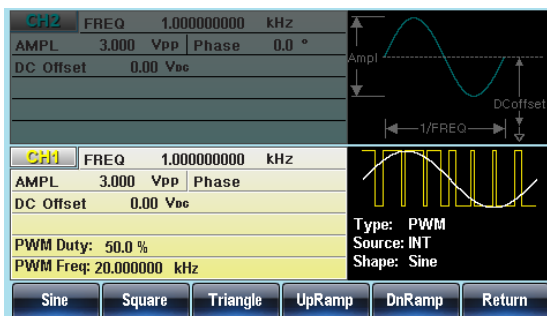 CH2 FREQ 1.000000000 kHz
AMPL 3.000 Vpp Phase 0.0 °
DC Offset 0.00 VDC
Ampl
DCoffset
1/FREQ
CH1 FREQ 1.000000000 kHz
AMPL 3.000 Vpp Phase
DC Offset 0.00 VDC
PWM Duty: 50.0 %
PWM Freq: 20.000000 kHz
Type: PWM
Source: INT
Shape: Sine
Sine Square Triangle UpRamp DnRamp Return